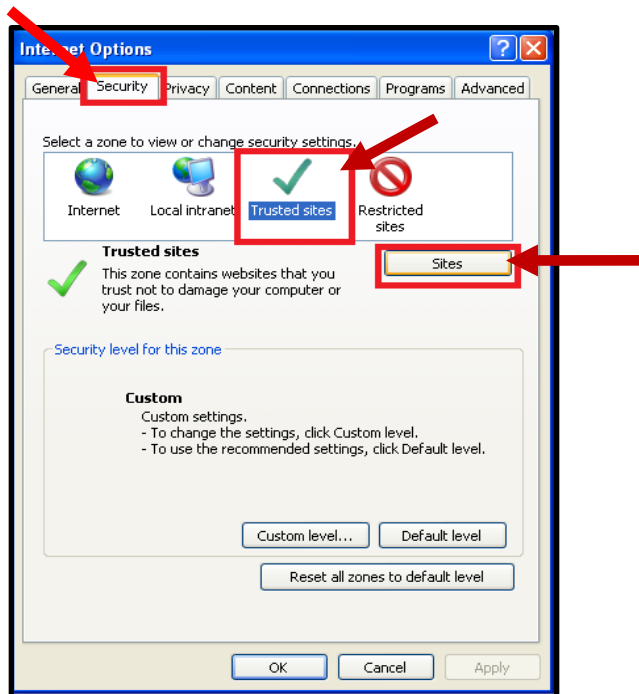 Internet Options
General Security Privacy Content Connections Programs Advanced
Select a zone to view or change security settings.
Internet Local intranet Trusted sites Restricted sites
Trusted sites
Sites
This zone contains websites that you
trust not to damage your computer or
your files.
Security level for this zone
Custom
Custom settings.
- To change the settings, click Custom level.
- To use the recommended settings, click Default level.
Custom level... Default level
Reset all zones to default level
OK Cancel Apply